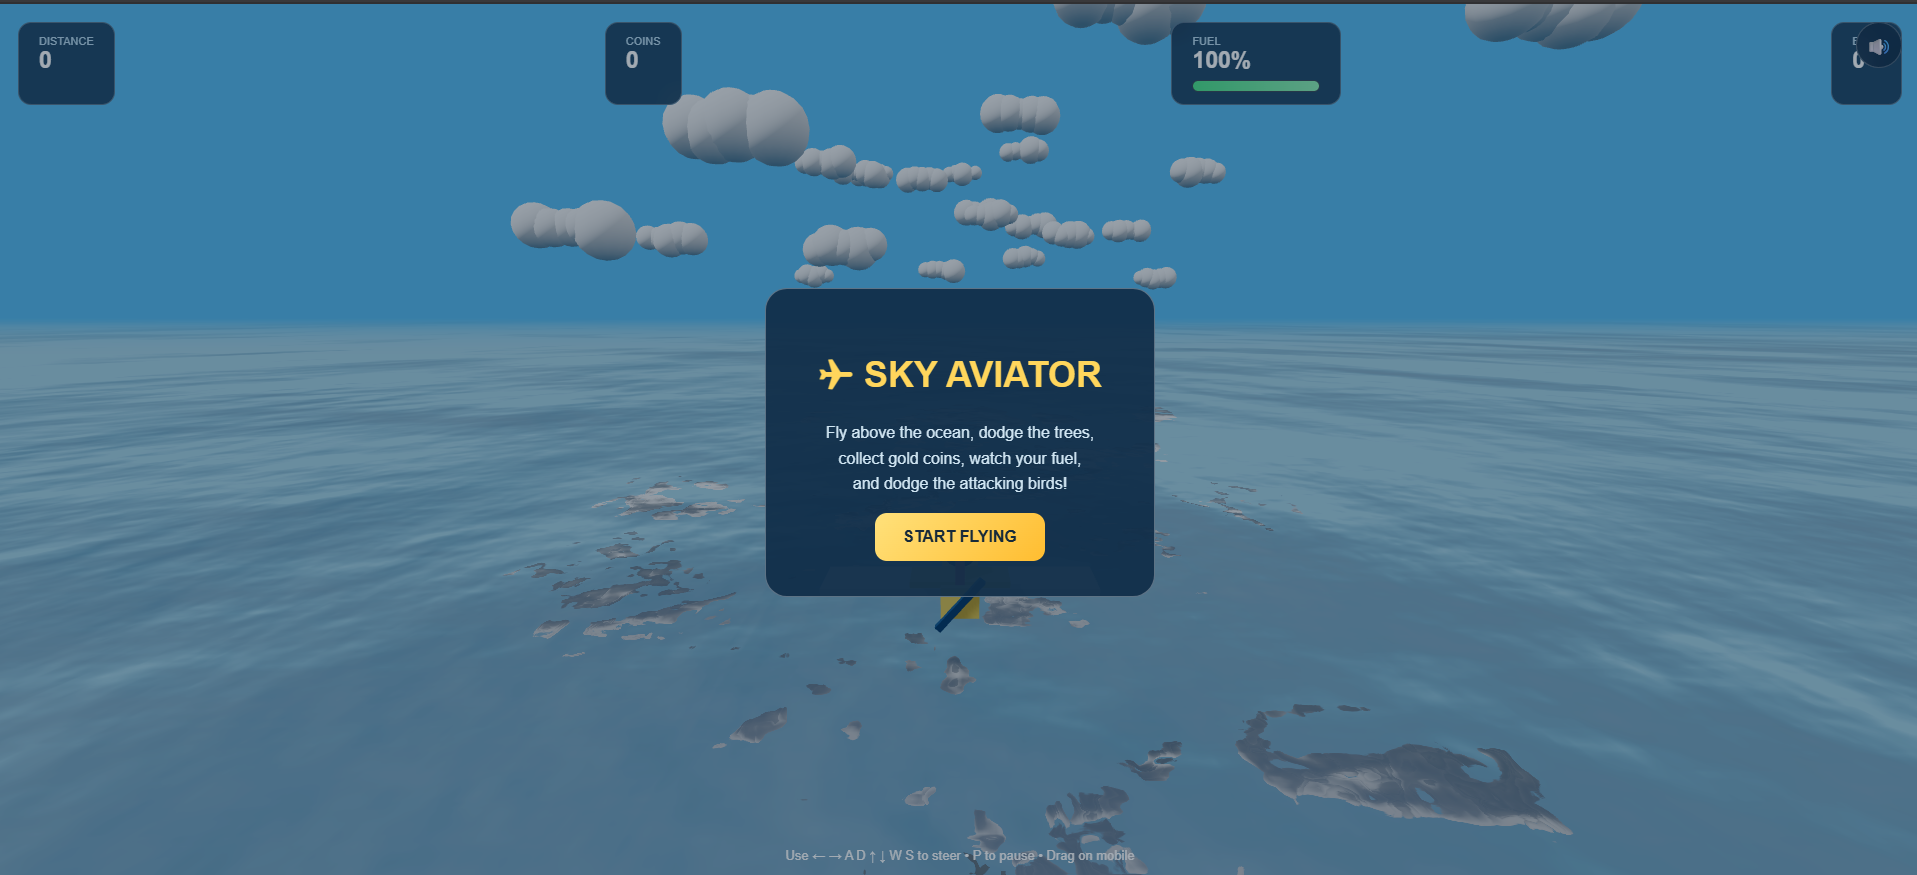 DISTANCE
0
COINS
0
FUEL
100%
0
✈ SKY AVIATOR
Fly above the ocean, dodge the trees,
collect gold coins, watch your fuel,
and dodge the attacking birds!
START FLYING
Use ←→ A D ↑↓ W S to steer • P to pause • Drag on mobile